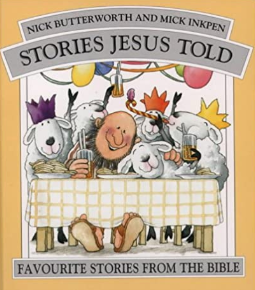 NICK BUTTERWORTH AND MICK INKPEN
STORIES JESUS TOLD
FAVOURITE STORIES FROM THE BIBLE